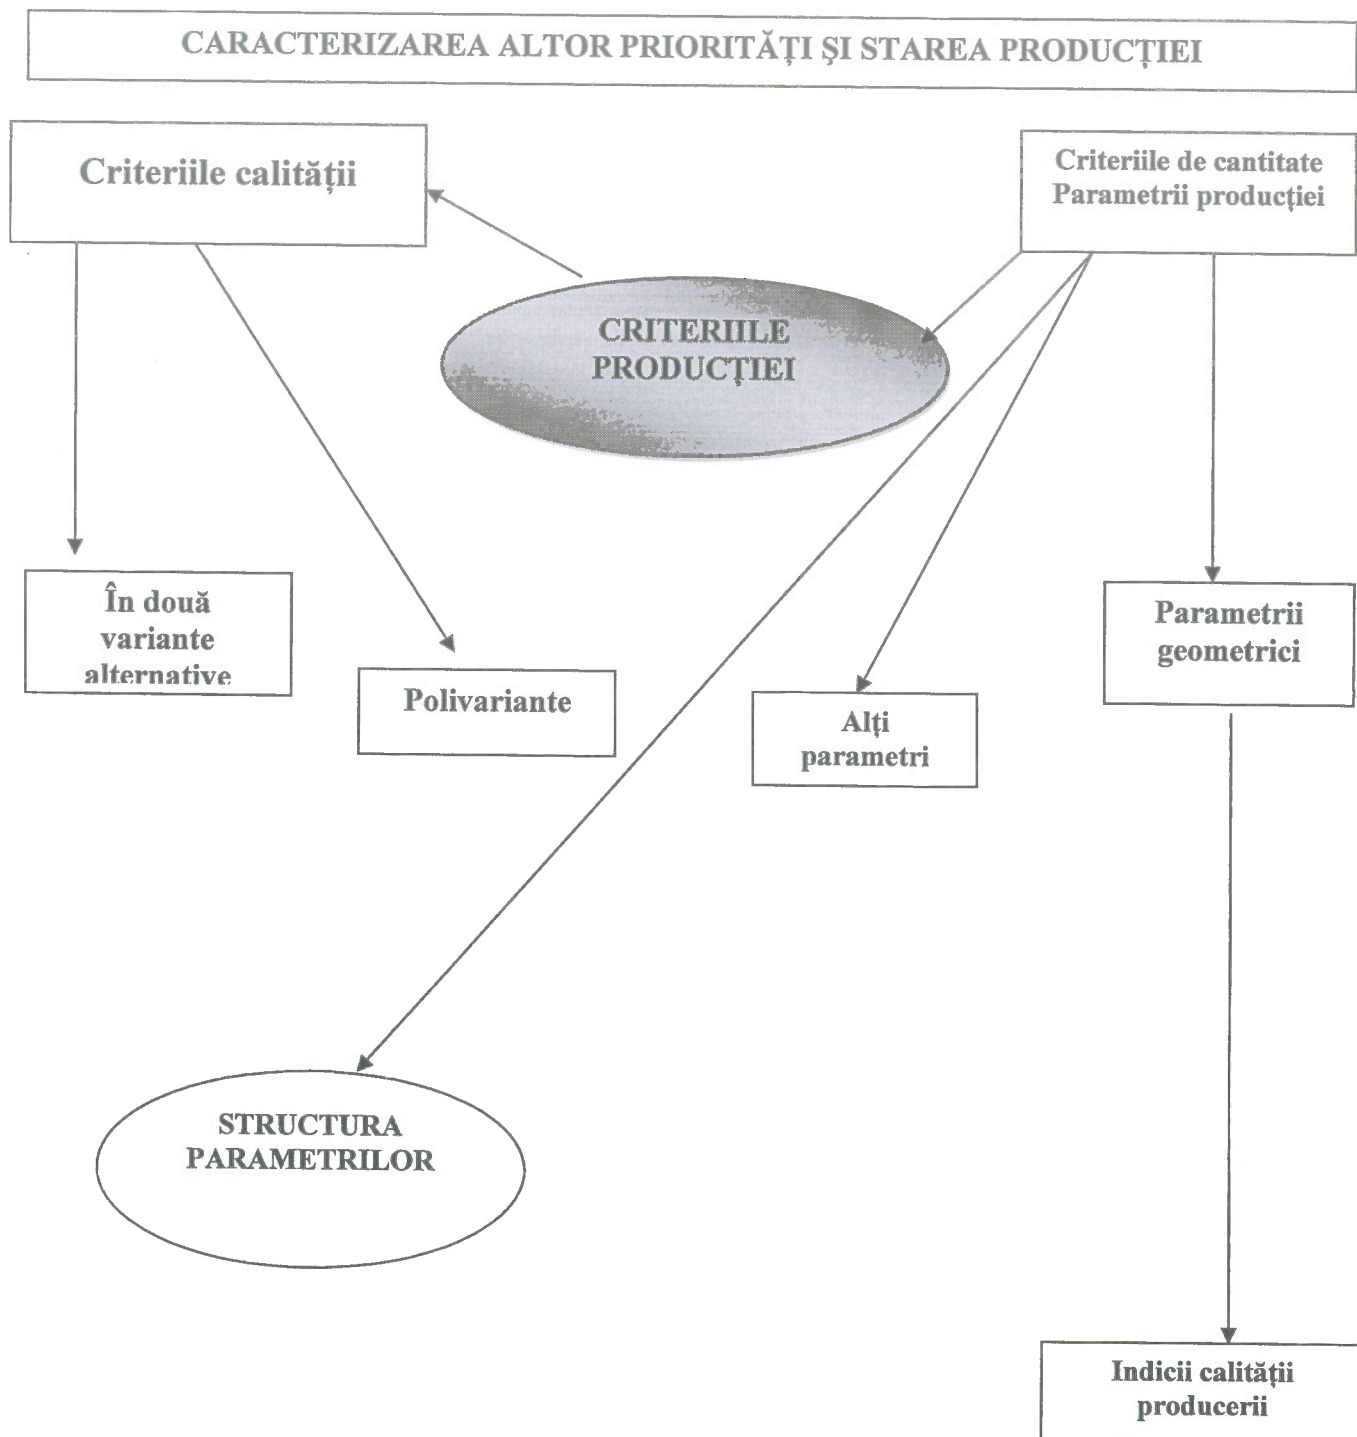 CARACTERIZAREA ALTOR PRIORITĂȚI ŞI STAREA PRODUCȚIEI
Criteriile calității
Criteriile de cantitate
Parametrii producției
CRITERIILE
PRODUCȚIEI
În două
variante
alternative
Polivariante
Alți
parametri
Parametrii
geometrici
STRUCTURA
PARAMETRILOR
Indicii calității
producerii